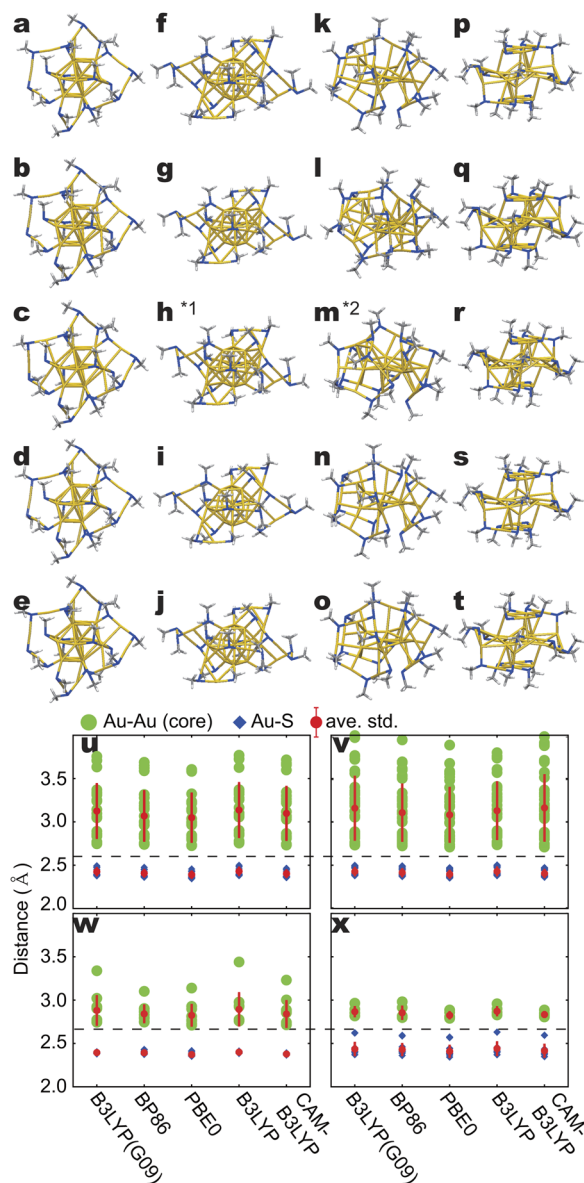 a f k p
b g l q
c h *1 m *2 r
d i n s
e j o t
Au-Au (core) Au-S ave. std.
u v
3.5
3.0
2.5
2.0
Distance (Å)
w x
3.5
3.0
2.5
2.0
B3LYP(G09) BP86 PBE0 B3LYP CAM-B3LYP B3LYP(G09) BP86 PBE0 B3LYP CAM-B3LYP